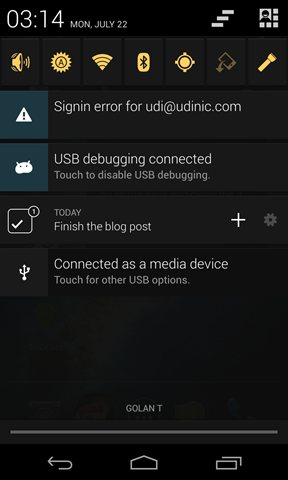 03:14 MON, JULY 22
A
Signin error for udi@udinic.com
USB debugging connected
Touch to disable USB debugging.
1
TODAY
Finish the blog post
Connected as a media device
Touch for other USB options.
GOLAN T